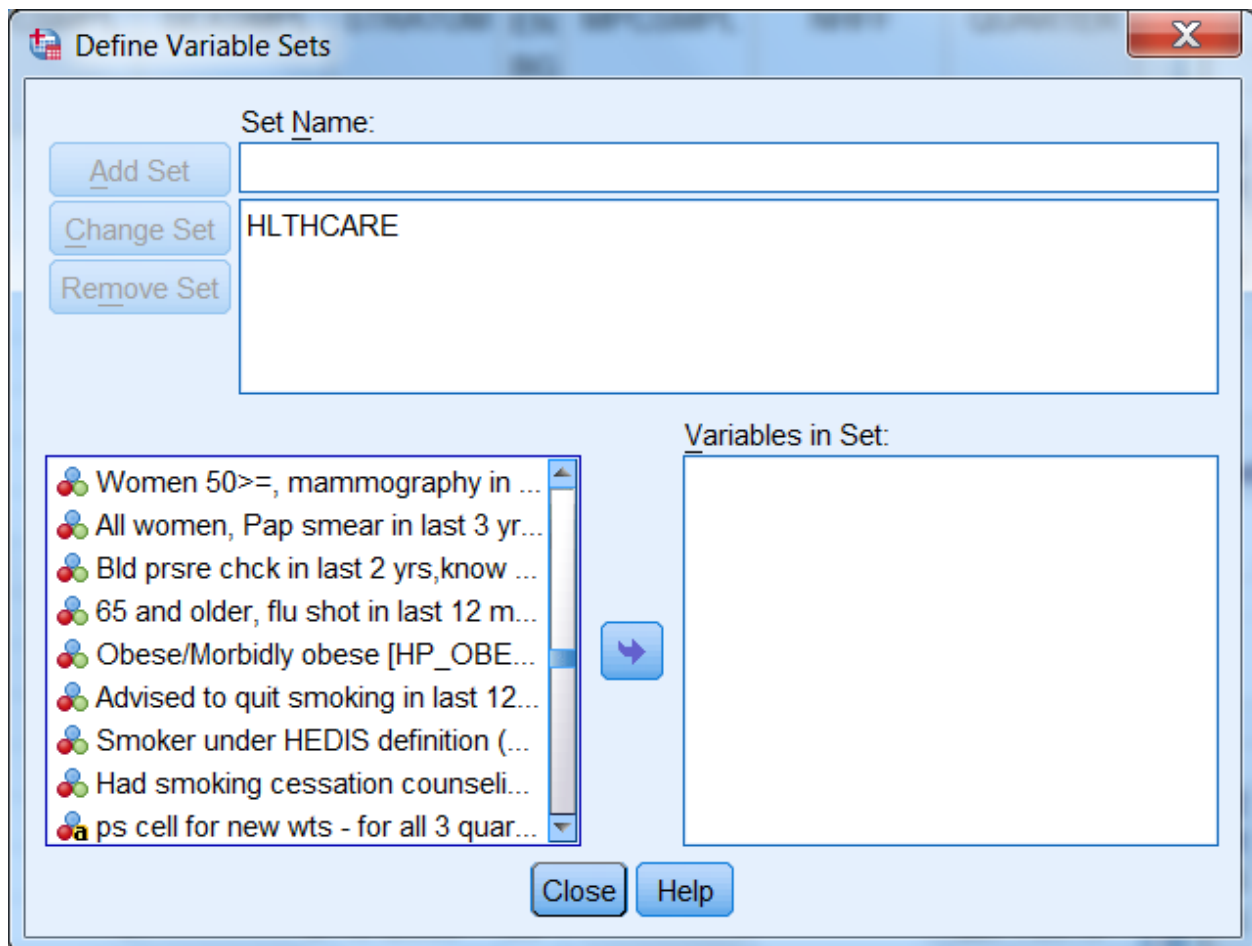 Define Variable Sets
Set Name:
Add Set
Change Set
HLTHCARE
Remove Set
Variables in Set:
Women 50>=, mammography in ...
All women, Pap smear in last 3 yr...
Bld prsre chck in last 2 yrs,know ...
65 and older, flu shot in last 12 m...
Obese/Morbidly obese [HP_OBE...
Advised to quit smoking in last 12...
Smoker under HEDIS definition (...
Had smoking cessation counseli...
a ps cell for new wts - for all 3 quar...
Close Help